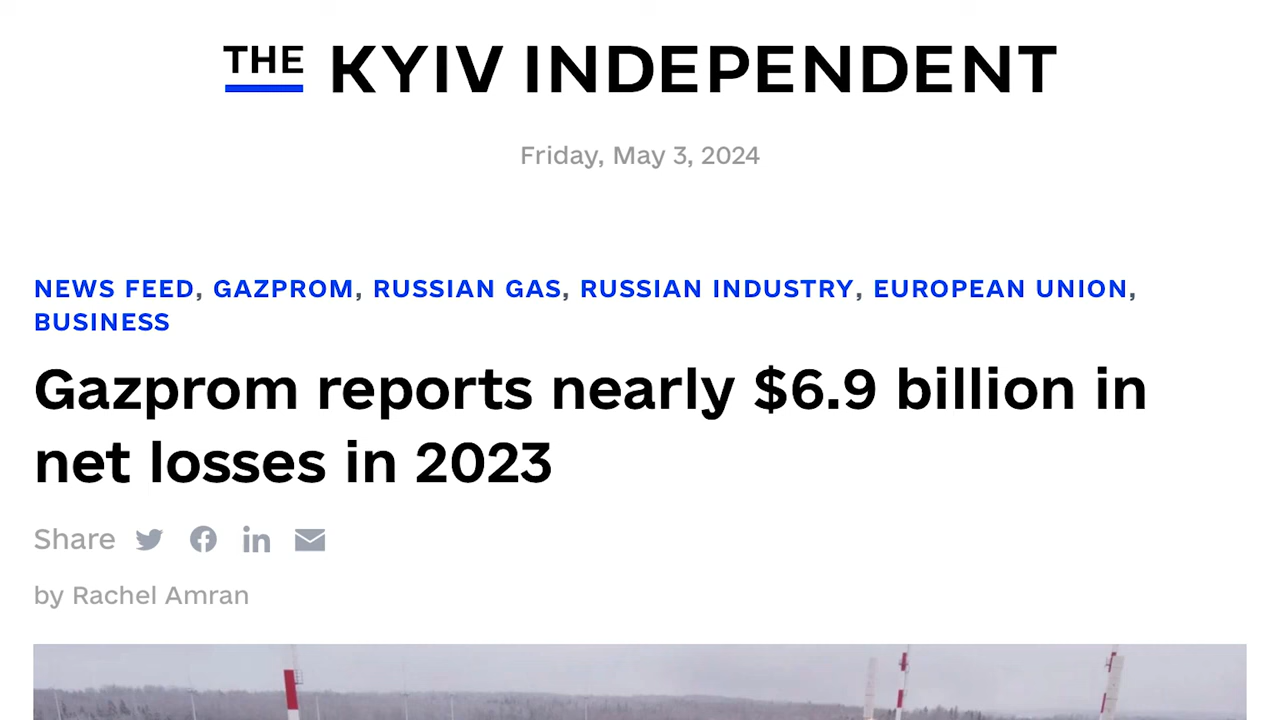 THE KYIV INDEPENDENT
Friday, May 3, 2024
NEWS FEED, GAZPROM, RUSSIAN GAS, RUSSIAN INDUSTRY, EUROPEAN UNION,
BUSINESS
Gazprom reports nearly $6.9 billion in
net losses in 2023
Share
by Rachel Amran